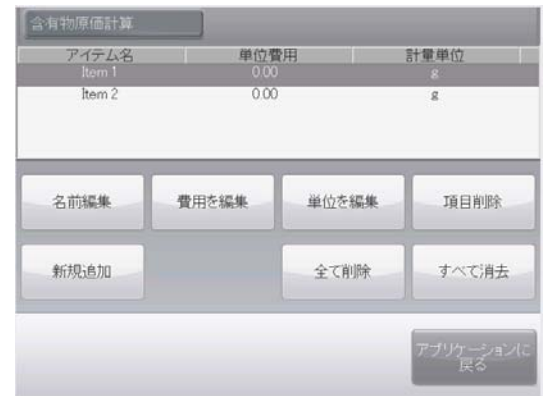 含有物原価計算
アイテム名 単位費用 計量単位
Item 1 0.00 g
Item 2 0.00 g
名前編集 費用を編集 単位を編集 項目削除
新規追加 全て削除 すべて消去
アプリケーションに
戻る